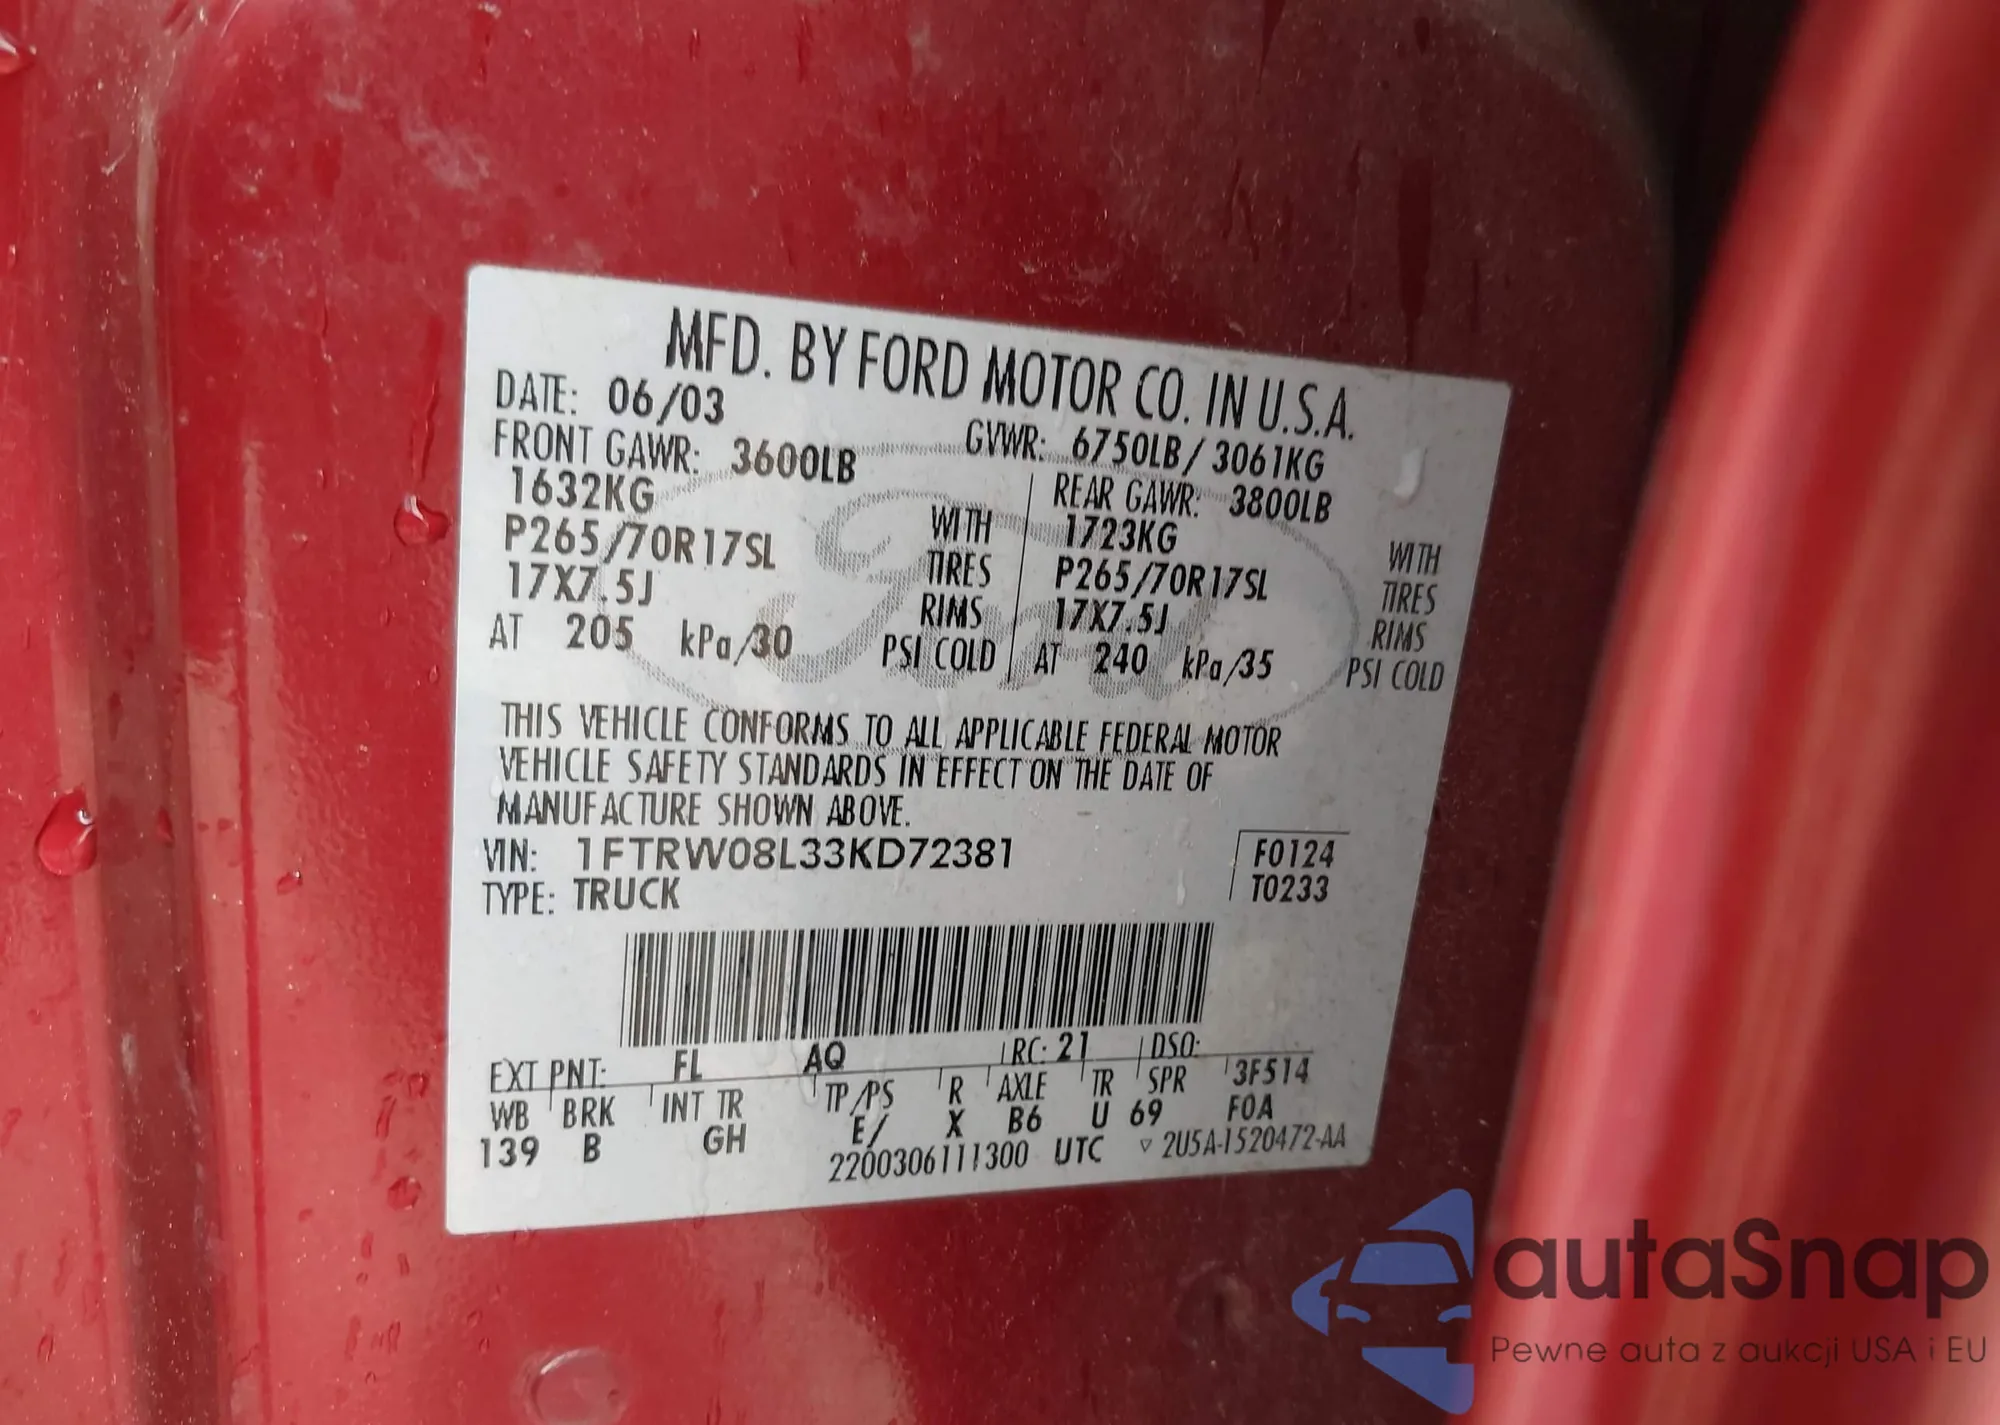 MFD. BY FORD MOTOR CO. IN U.S.A.
DATE: 06/03
GVWR: 6750LB / 3061KG
FRONT GAWR: 3600LB
1632KG WITH
P265/70R17SL TIRES
17X7.5J RIMS
AT 205 kPa/30 PSI COLD
REAR GAWR: 3800LB
1723KG WITH
P265/70R17SL TIRES
17X7.5J RIMS
AT 240 kPa/35 PSI COLD
Ford
THIS VEHICLE CONFORMS TO ALL APPLICABLE FEDERAL MOTOR
VEHICLE SAFETY STANDARDS IN EFFECT ON THE DATE OF
MANUFACTURE SHOWN ABOVE.
VIN: 1FTRW08L33KD72381
TYPE: TRUCK
F0124
T0233
EXT PNT: FL AQ RC: 21 DSO:
WB BRK INT TR TP/PS R AXLE TR SPR 3F514
139 B GH E/ X B6 U 69 FOA
2200306111300 UTC ▽ 2U5A-1520472-AA
autaSnap
Pewne auta z aukcji USA i EU